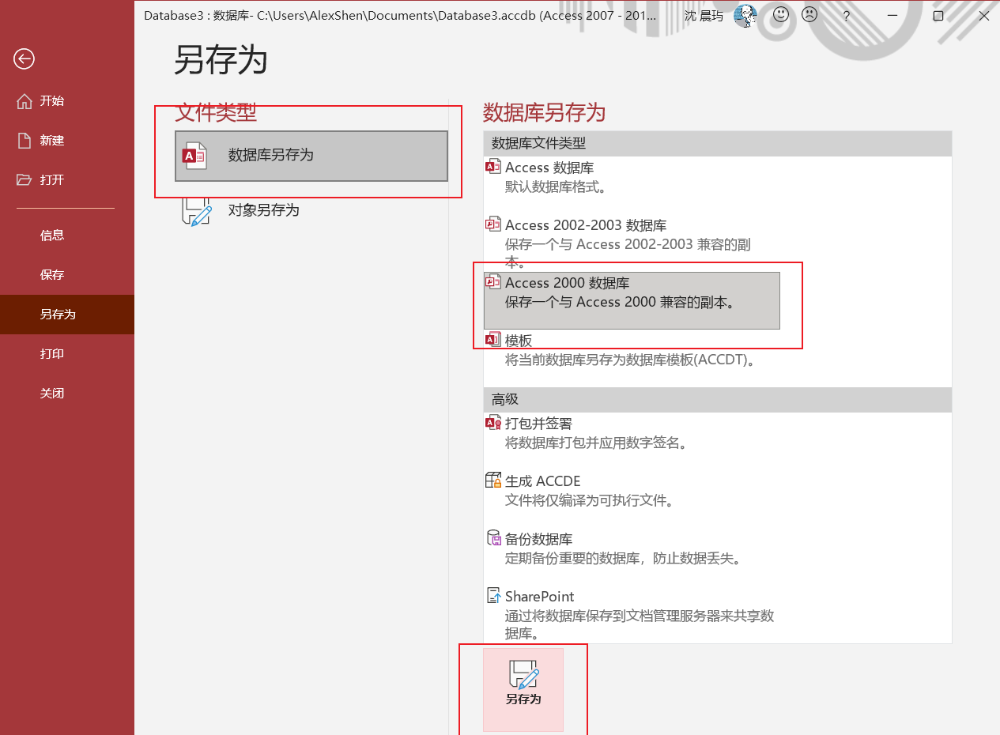 Database3 : 数据库- C:\Users\AlexShen\Documents\Database3.accdb (Access 2007 - 201...
沈 晨玙
?
另存为
开始
新建
打开
信息
保存
另存为
打印
关闭
文件类型
数据库另存为
对象另存为
数据库另存为
数据库文件类型
Access 数据库
默认数据库格式。
Access 2002-2003 数据库
保存一个与 Access 2002-2003 兼容的副
本。
Access 2000 数据库
保存一个与 Access 2000 兼容的副本。
模板
将当前数据库另存为数据库模板(ACCDT)。
高级
打包并签署
将数据库打包并应用数字签名。
生成 ACCDE
文件将仅编译为可执行文件。
备份数据库
定期备份重要的数据库，防止数据丢失。
SharePoint
通过将数据库保存到文档管理服务器来共享数
据库。
另存为